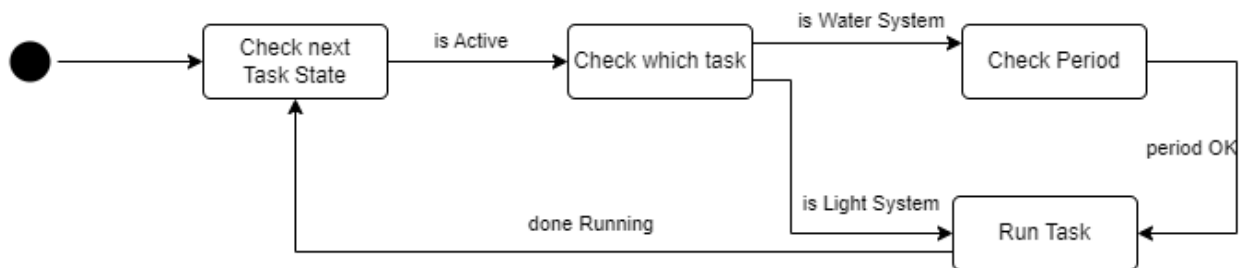 Check next
Task State
is Active
Check which task
is Water System
Check Period
period OK
is Light System
Run Task
done Running